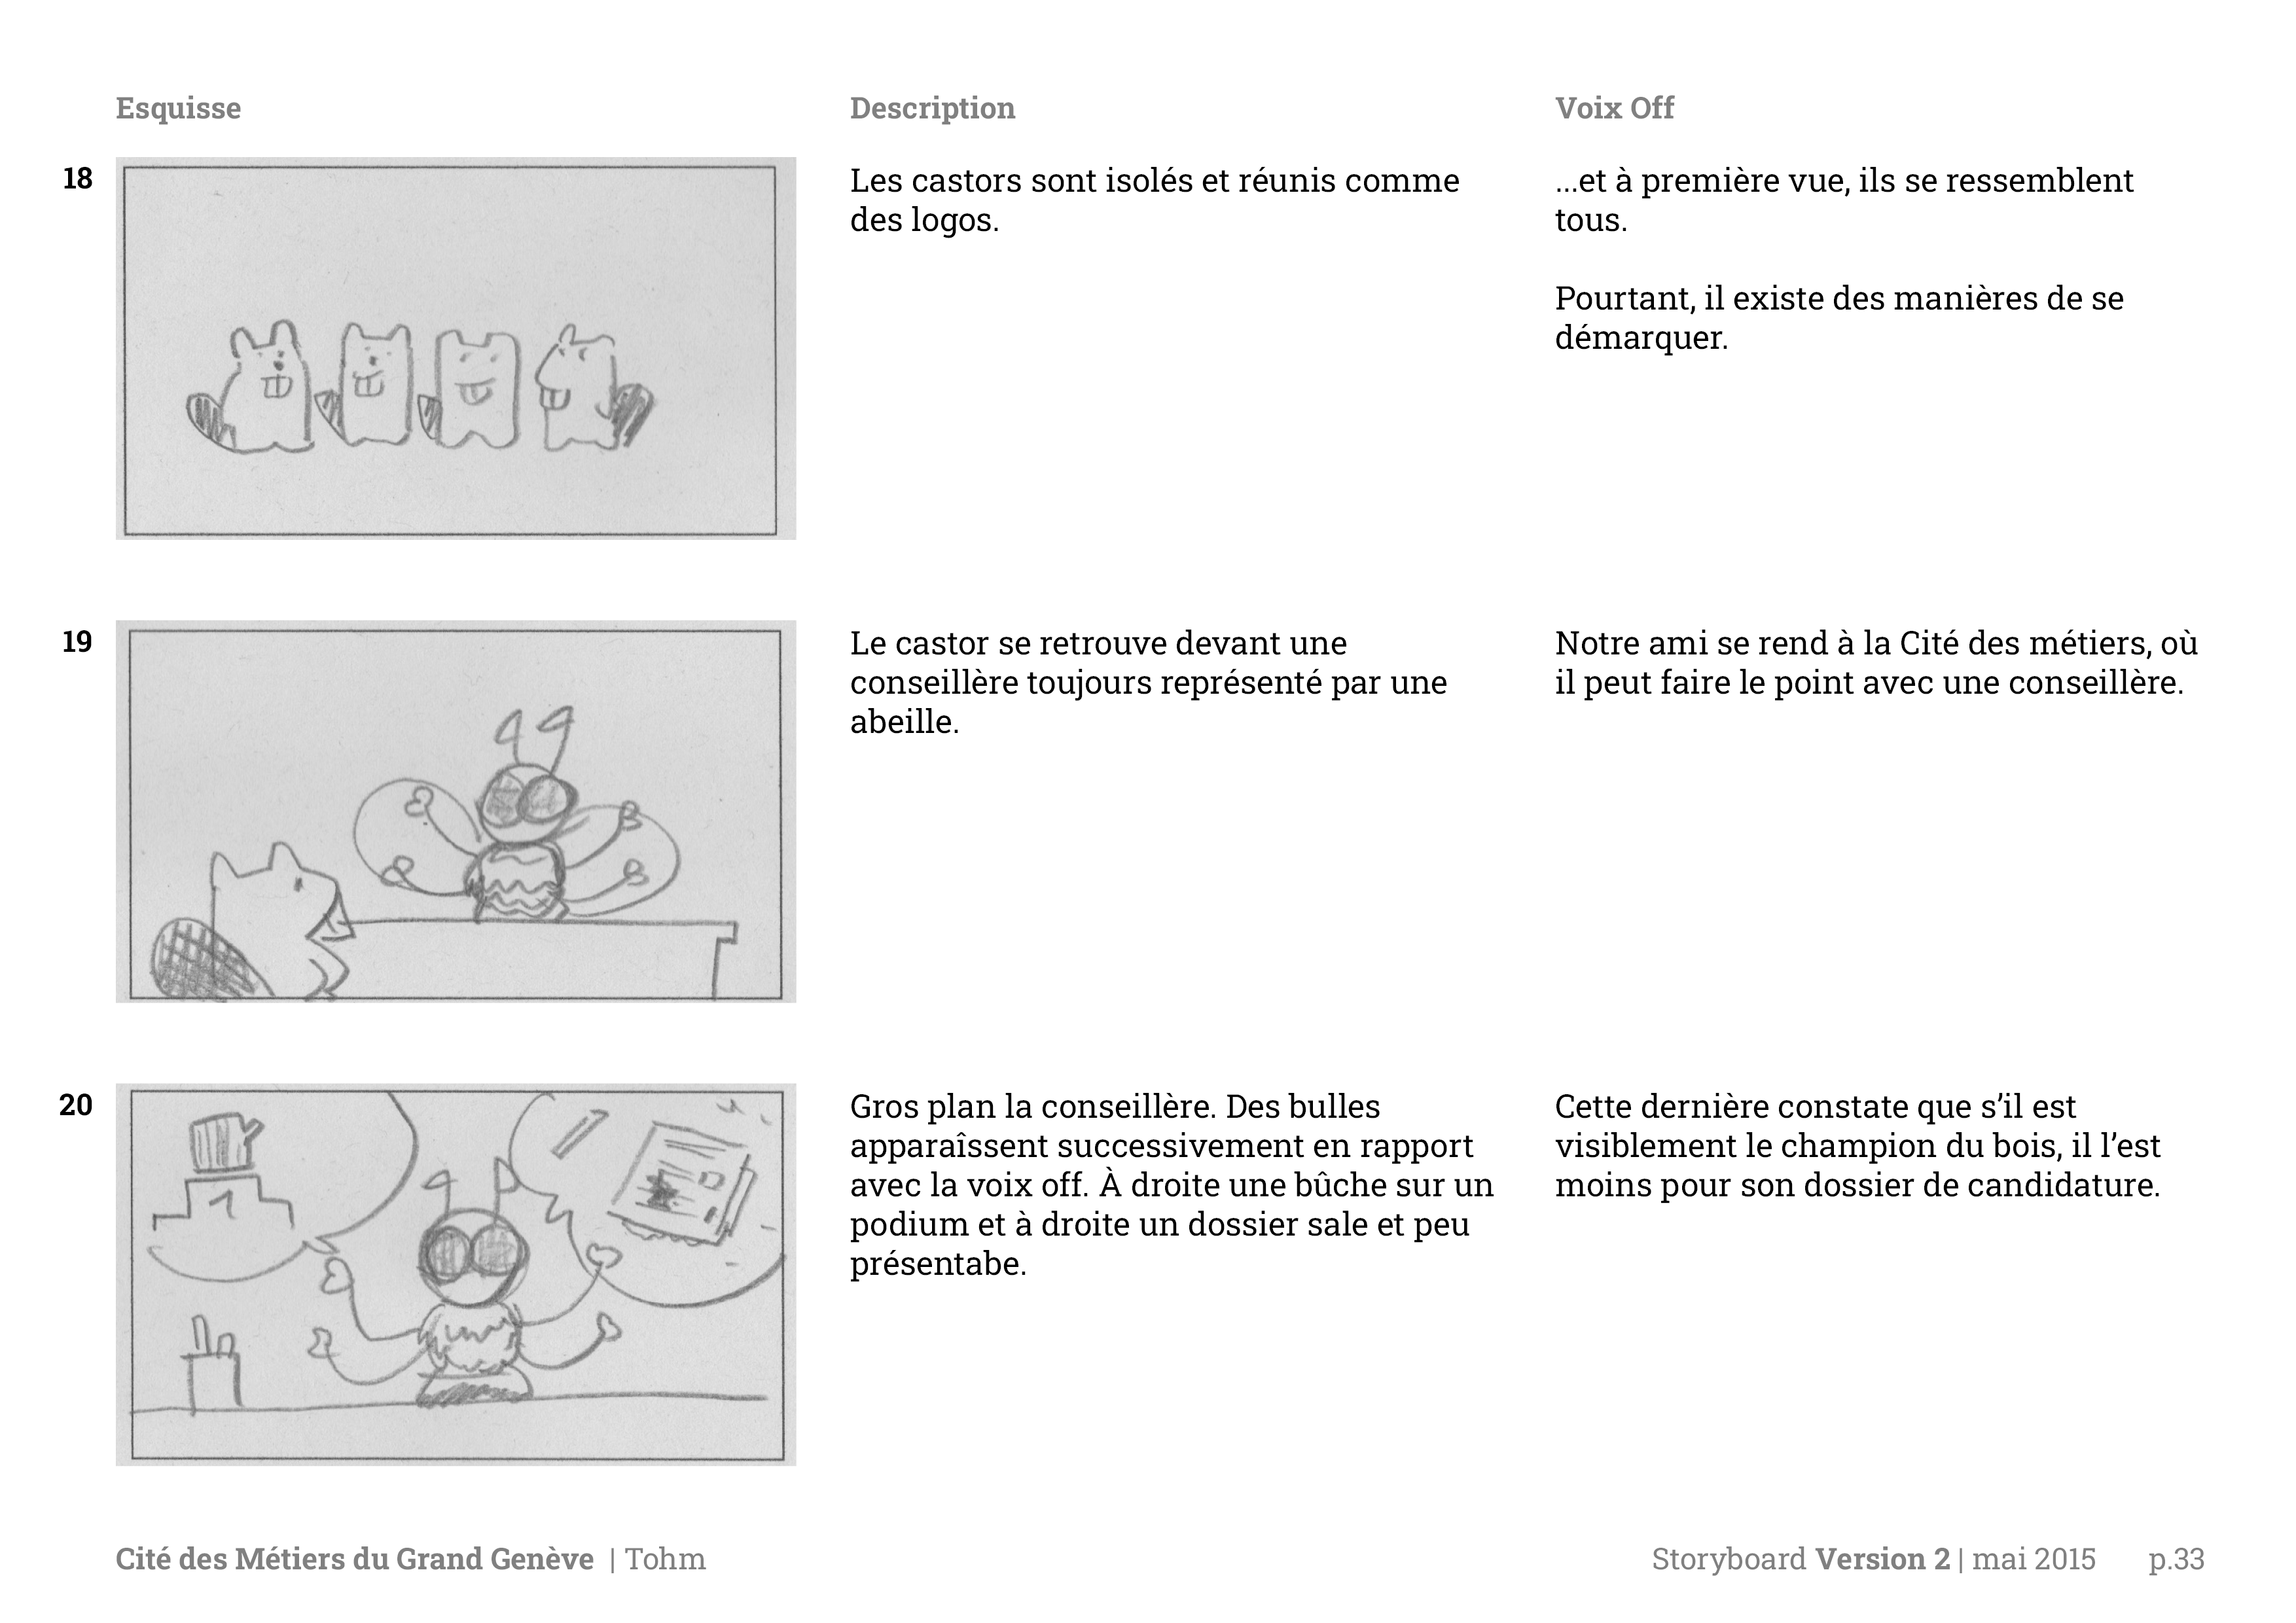 Esquisse
Description
Voix Off
18
Les castors sont isolés et réunis comme
des logos.
...et à première vue, ils se ressemblent
tous.
Pourtant, il existe des manières de se
démarquer.
19
Le castor se retrouve devant une
conseillère toujours représenté par une
abeille.
Notre ami se rend à la Cité des métiers, où
il peut faire le point avec une conseillère.
20
1
Gros plan la conseillère. Des bulles
apparaîssent successivement en rapport
avec la voix off. À droite une bûche sur un
podium et à droite un dossier sale et peu
présentabe.
Cette dernière constate que s’il est
visiblement le champion du bois, il l’est
moins pour son dossier de candidature.
Cité des Métiers du Grand Genève | Tohm
Storyboard Version 2 | mai 2015 p.33